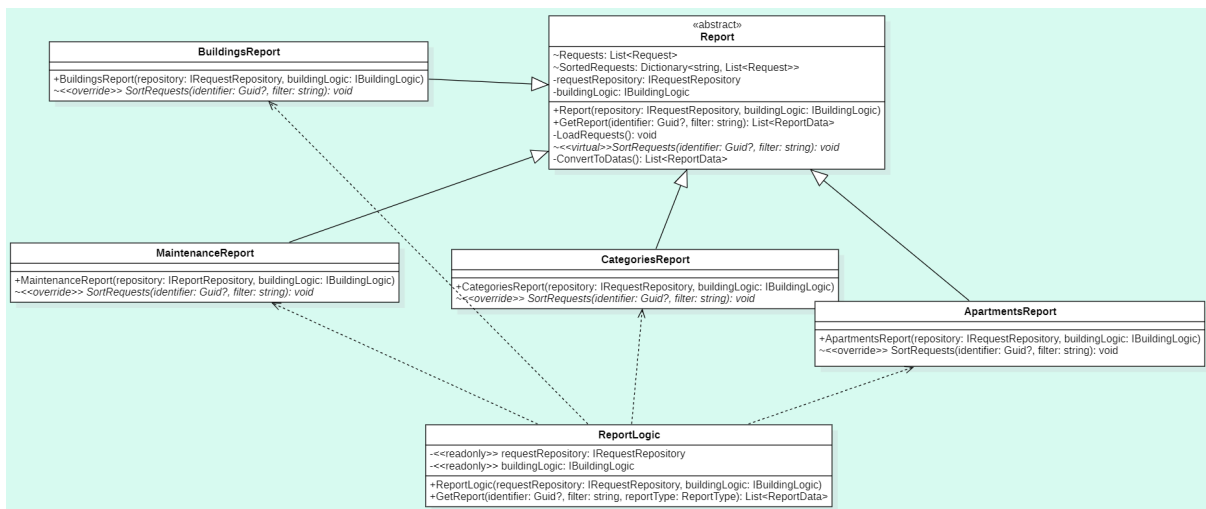 «abstract»
Report
~Requests: List<Request>
~SortedRequests: Dictionary<string, List<Request>>
-requestRepository: IRequestRepository
-buildingLogic: IBuildingLogic
+Report(repository: IRequestRepository, buildingLogic: IBuildingLogic)
+GetReport(identifier: Guid?, filter: string): List<ReportData>
-LoadRequests(): void
~<<virtual>>SortRequests(identifier: Guid?, filter: string): void
-ConvertToDatas(): List<ReportData>
BuildingsReport
+BuildingsReport(repository: IRequestRepository, buildingLogic: IBuildingLogic)
~<<override>> SortRequests(identifier: Guid?, filter: string): void
MaintenanceReport
+MaintenanceReport(repository: IReportRepository, buildingLogic: IBuildingLogic)
~<<override>> SortRequests(identifier: Guid?, filter: string): void
CategoriesReport
+CategoriesReport(repository: IRequestRepository, buildingLogic: IBuildingLogic)
~<<override>> SortRequests(identifier: Guid?, filter: string): void
ApartmentsReport
+ApartmentsReport(repository: IRequestRepository, buildingLogic: IBuildingLogic)
~<<override>> SortRequests(identifier: Guid?, filter: string): void
ReportLogic
-<<readonly>> requestRepository: IRequestRepository
-<<readonly>> buildingLogic: IBuildingLogic
+ReportLogic(requestRepository: IRequestRepository, buildingLogic: IBuildingLogic)
+GetReport(identifier: Guid?, filter: string, reportType: ReportType): List<ReportData>